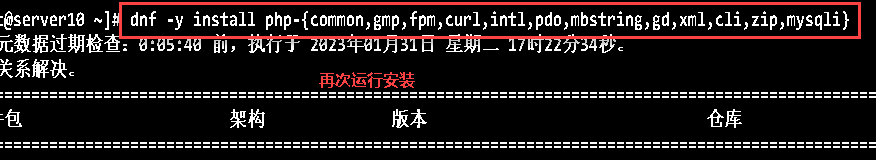 @server10 ~]# dnf -y install php-{common,gmp,fpm,curl,intl,pdo,mbstring,gd,xml,cli,zip,mysqli}
元数据过期检查：0:05:40 前，执行于 2023年01月31日 星期二 17时22分34秒。
关系解决。
再次运行安装
================================================================================
包 架构 版本 仓库
================================================================================